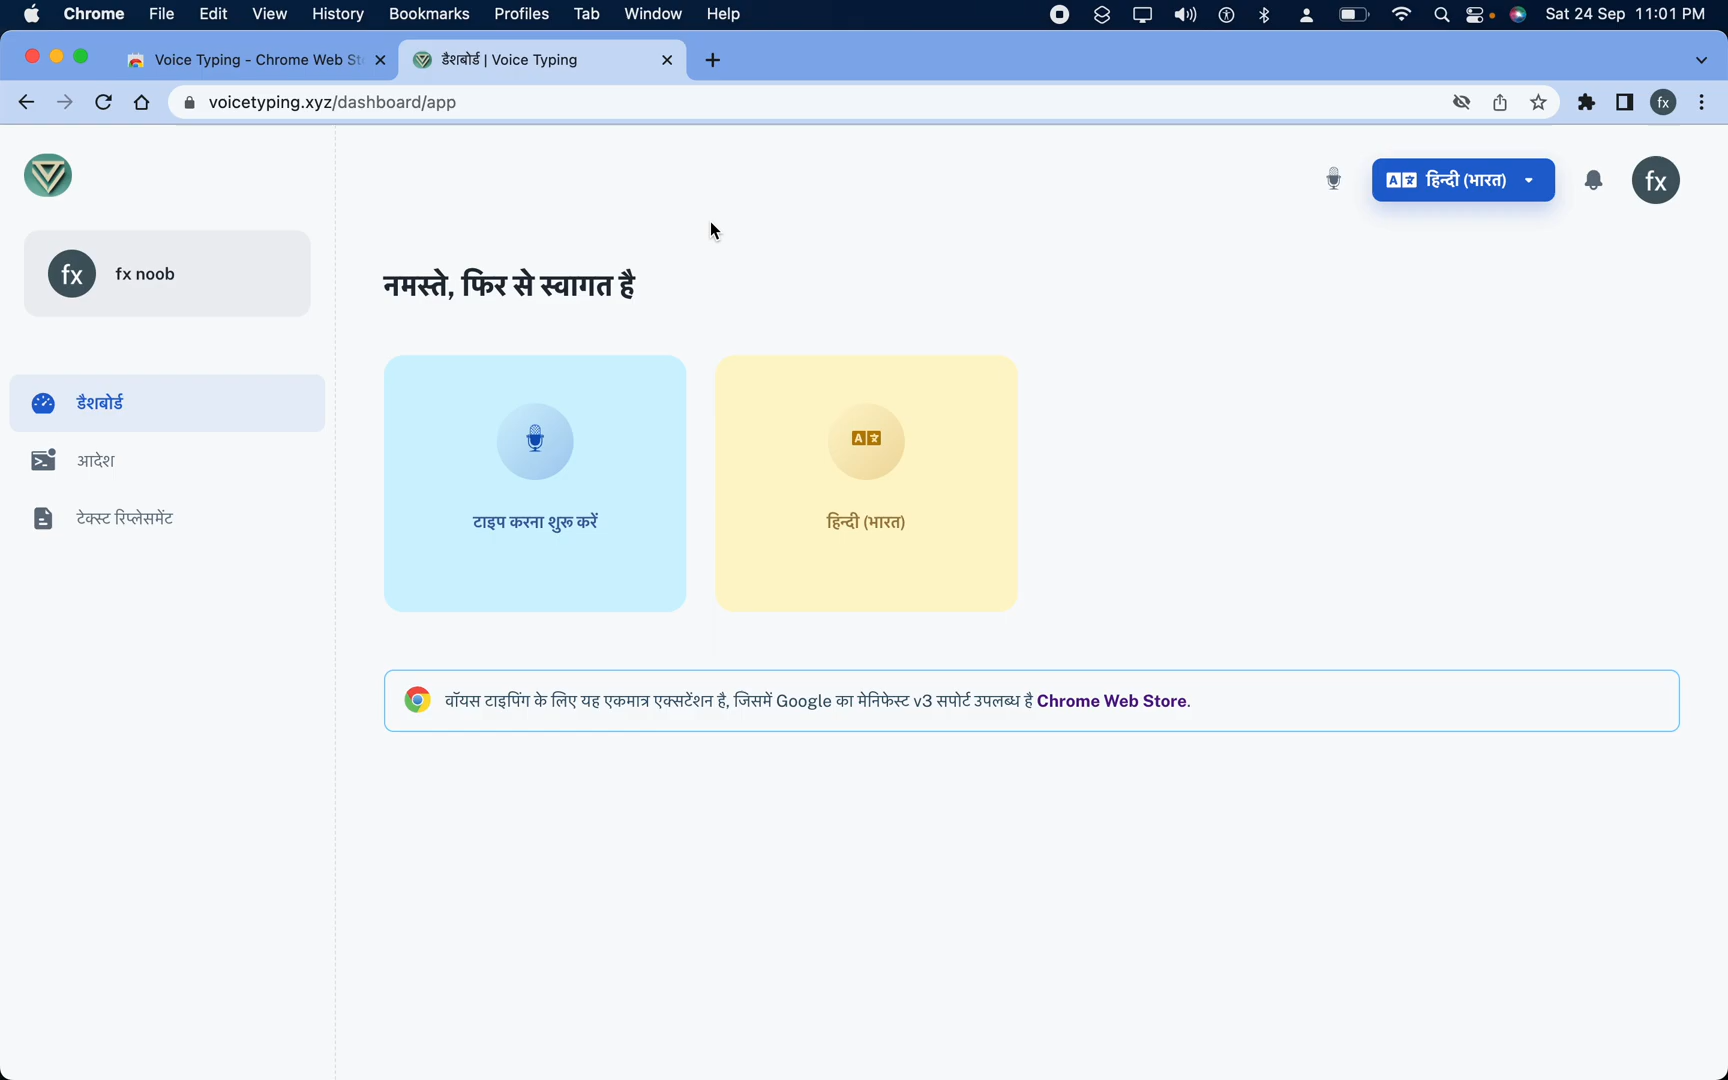 Chrome File Edit View History Bookmarks Profiles Tab Window Help Sat 24 Sep 11:01 PM
Voice Typing - Chrome Web St डैशबोर्ड | Voice Typing
voicetyping.xyz/dashboard/app fx
हिन्दी (भारत) fx
fx fx noob
नमस्ते, फिर से स्वागत है
डैशबोर्ड
आदेश
टेक्स्ट रिप्लेसमेंट
टाइप करना शुरू करें
हिन्दी (भारत)
वॉयस टाइपिंग के लिए यह एकमात्र एक्सटेंशन है, जिसमें Google का मेनिफेस्ट v3 सपोर्ट उपलब्ध है Chrome Web Store.